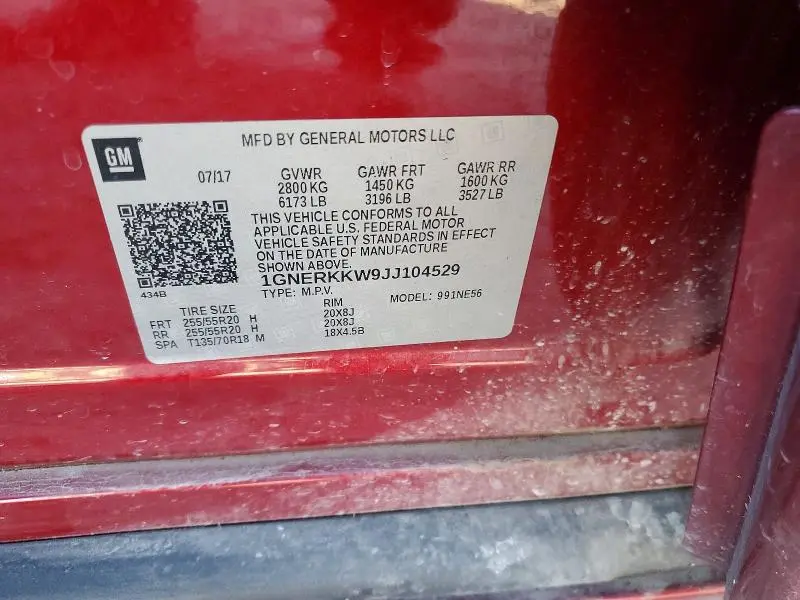 GM
MFD BY GENERAL MOTORS LLC
07/17 GVWR GAWR FRT GAWR RR
2800 KG 1450 KG 1600 KG
6173 LB 3196 LB 3527 LB
THIS VEHICLE CONFORMS TO ALL
APPLICABLE U.S. FEDERAL MOTOR
VEHICLE SAFETY STANDARDS IN EFFECT
ON THE DATE OF MANUFACTURE
SHOWN ABOVE.
434B
1GNERKKW9JJ104529
TYPE: M.P.V. MODEL: 991NE56
TIRE SIZE RIM
FRT 255/55R20 H 20X8J
RR 255/55R20 H 20X8J
SPA T135/70R18 M 18X4.5B